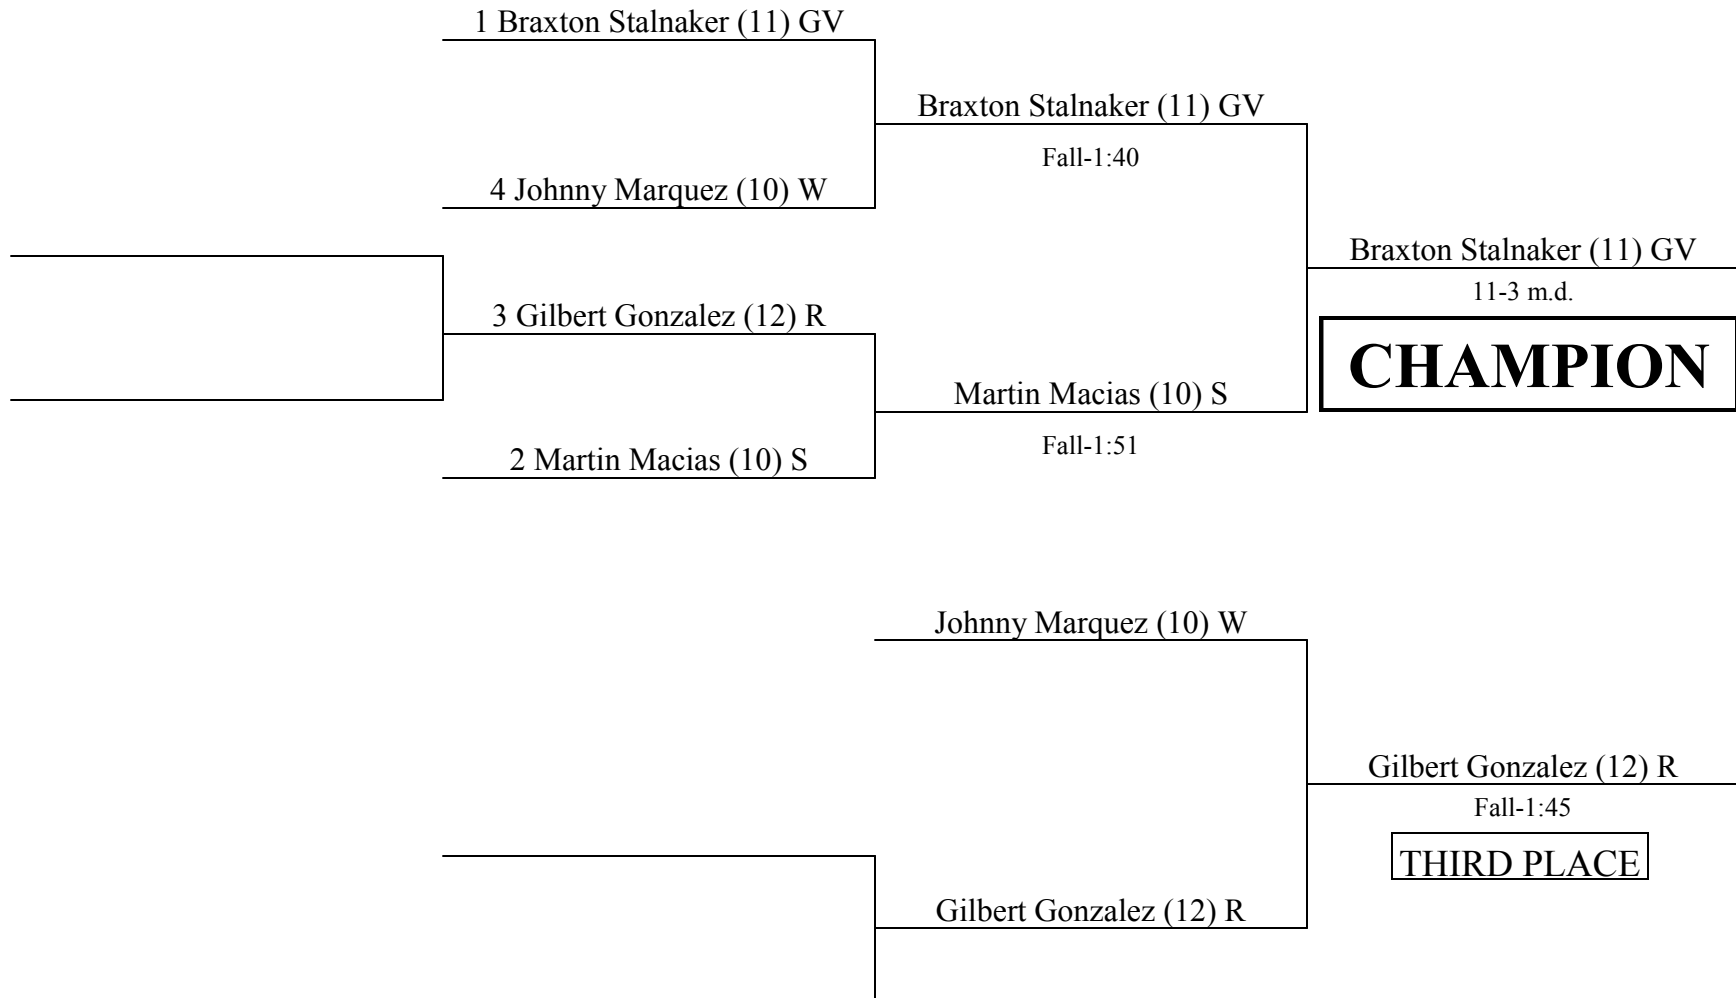 1 Braxton Stalnaker (11) GV
Braxton Stalnaker (11) GV
Fall-1:40
4 Johnny Marquez (10) W
Braxton Stalnaker (11) GV
11-3 m.d.
3 Gilbert Gonzalez (12) R
CHAMPION
Martin Macias (10) S
Fall-1:51
2 Martin Macias (10) S
Johnny Marquez (10) W
Gilbert Gonzalez (12) R
Fall-1:45
THIRD PLACE
Gilbert Gonzalez (12) R